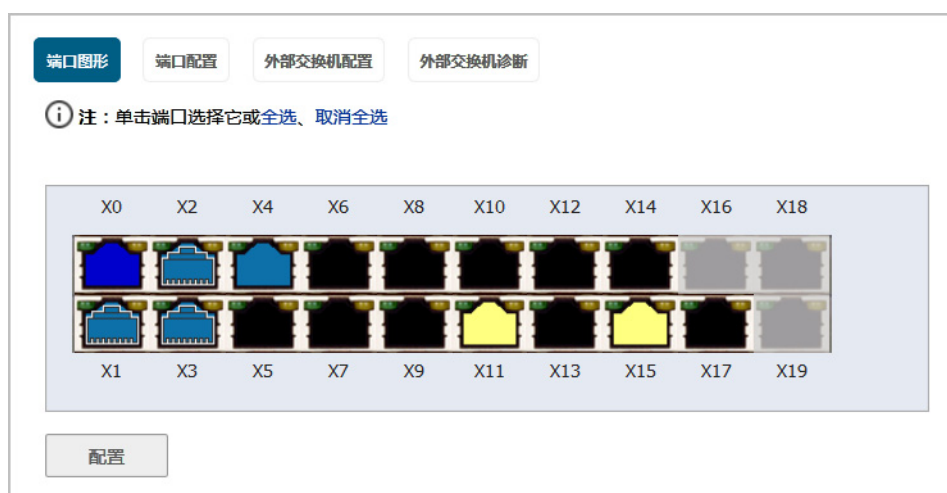 端口图形 端口配置 外部交换机配置 外部交换机诊断
注：单击端口选择它或全选、取消全选
X0 X2 X4 X6 X8 X10 X12 X14 X16 X18
X1 X3 X5 X7 X9 X11 X13 X15 X17 X19
配置